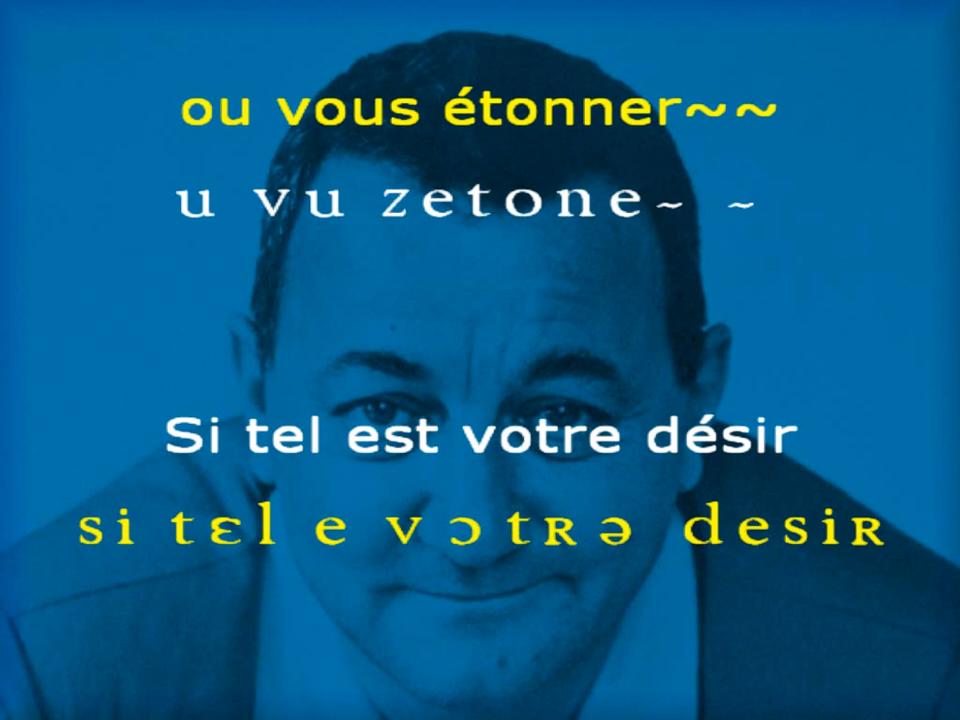 ou vous étonner~~
u vu zetone~ ~
Si tel est votre désir
si tɛl e vɔtʀə desiʀ